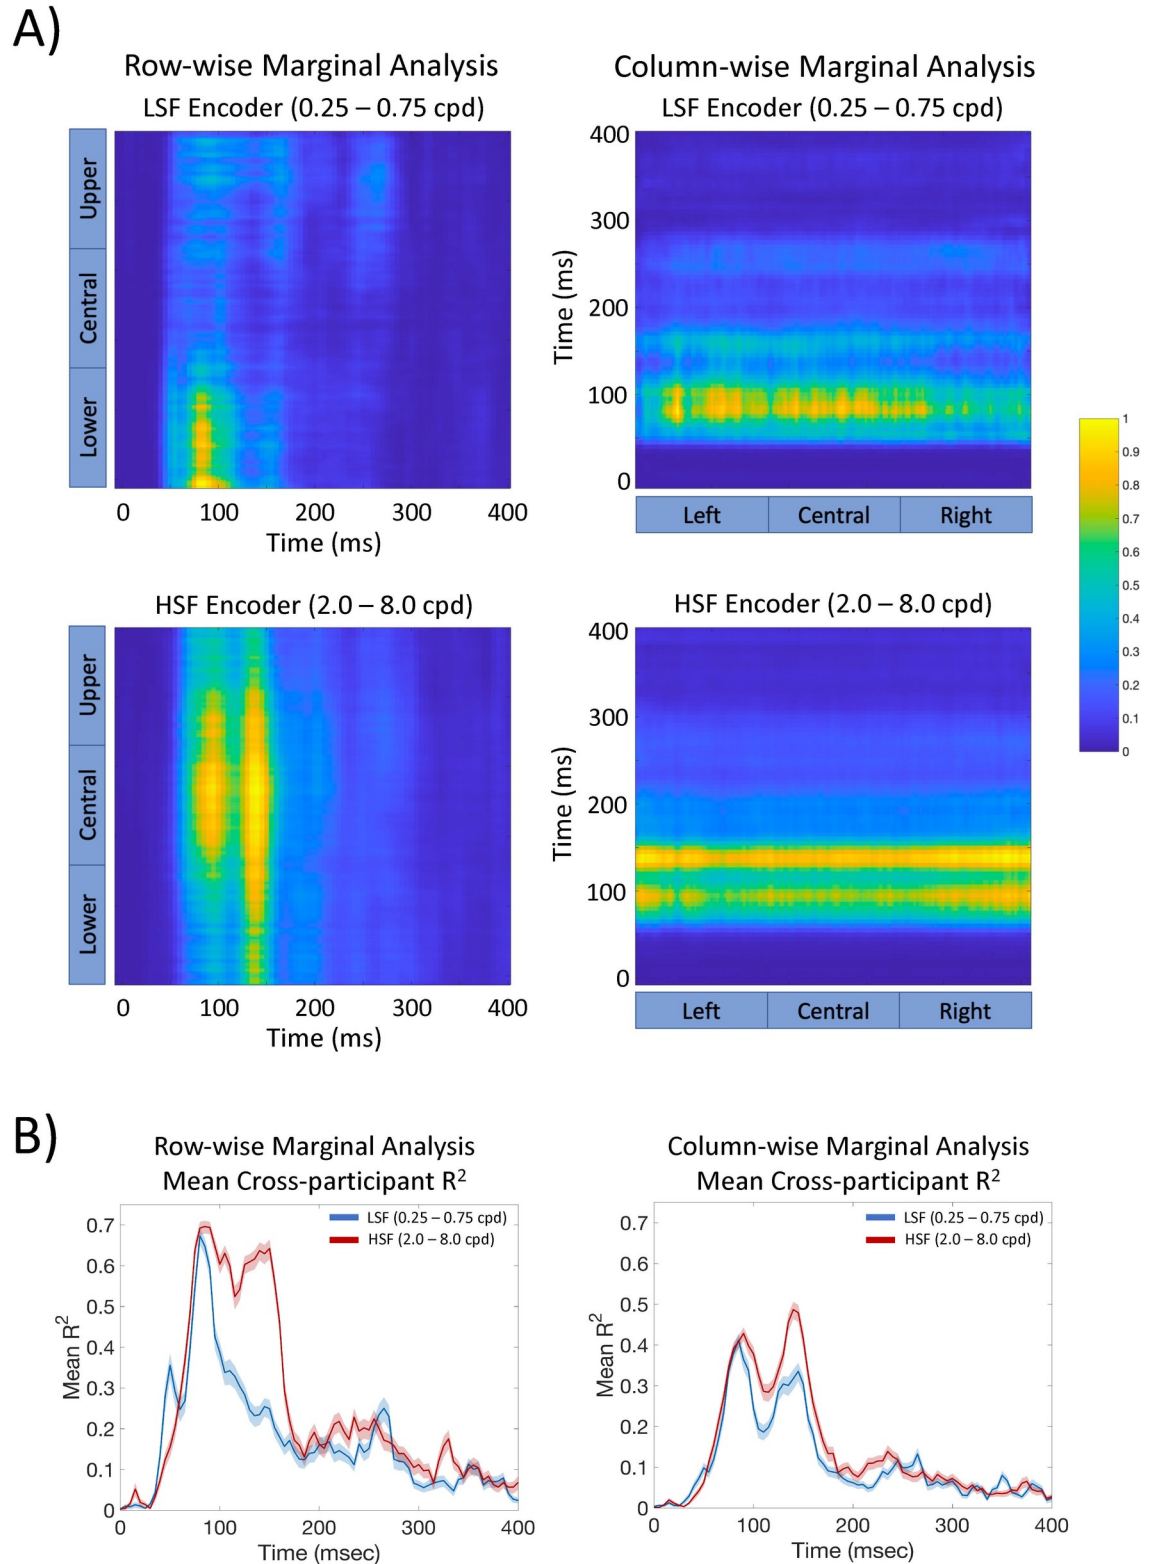 A)
Row-wise Marginal Analysis
LSF Encoder (0.25 – 0.75 cpd)
Upper
Central
Lower
0 100 200 300 400
Time (ms)
Column-wise Marginal Analysis
LSF Encoder (0.25 – 0.75 cpd)
400
300
200
100
0
Time (ms)
Left Central Right
HSF Encoder (2.0 – 8.0 cpd)
Upper
Central
Lower
0 100 200 300 400
Time (ms)
HSF Encoder (2.0 – 8.0 cpd)
400
300
200
100
0
Time (ms)
Left Central Right
1
0.9
0.8
0.7
0.6
0.5
0.4
0.3
0.2
0.1
0
B)
Row-wise Marginal Analysis
Mean Cross-participant R²
LSF (0.25 – 0.75 cpd)
HSF (2.0 – 8.0 cpd)
0.7
0.6
0.5
0.4
0.3
0.2
0.1
0
Mean R²
0 100 200 300 400
Time (msec)
Column-wise Marginal Analysis
Mean Cross-participant R²
LSF (0.25 – 0.75 cpd)
HSF (2.0 – 8.0 cpd)
0.7
0.6
0.5
0.4
0.3
0.2
0.1
0
Mean R²
0 100 200 300 400
Time (msec)